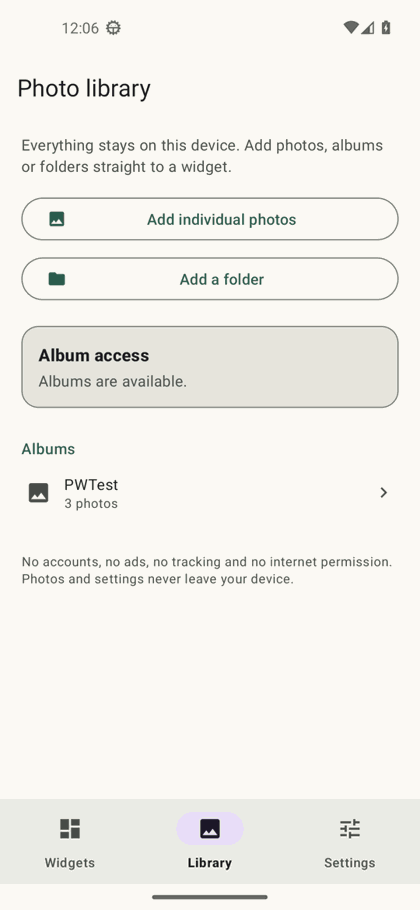 12:06
Photo library
Everything stays on this device. Add photos, albums
or folders straight to a widget.
Add individual photos
Add a folder
Album access
Albums are available.
Albums
PWTest
3 photos
No accounts, no ads, no tracking and no internet permission.
Photos and settings never leave your device.
Widgets
Library
Settings